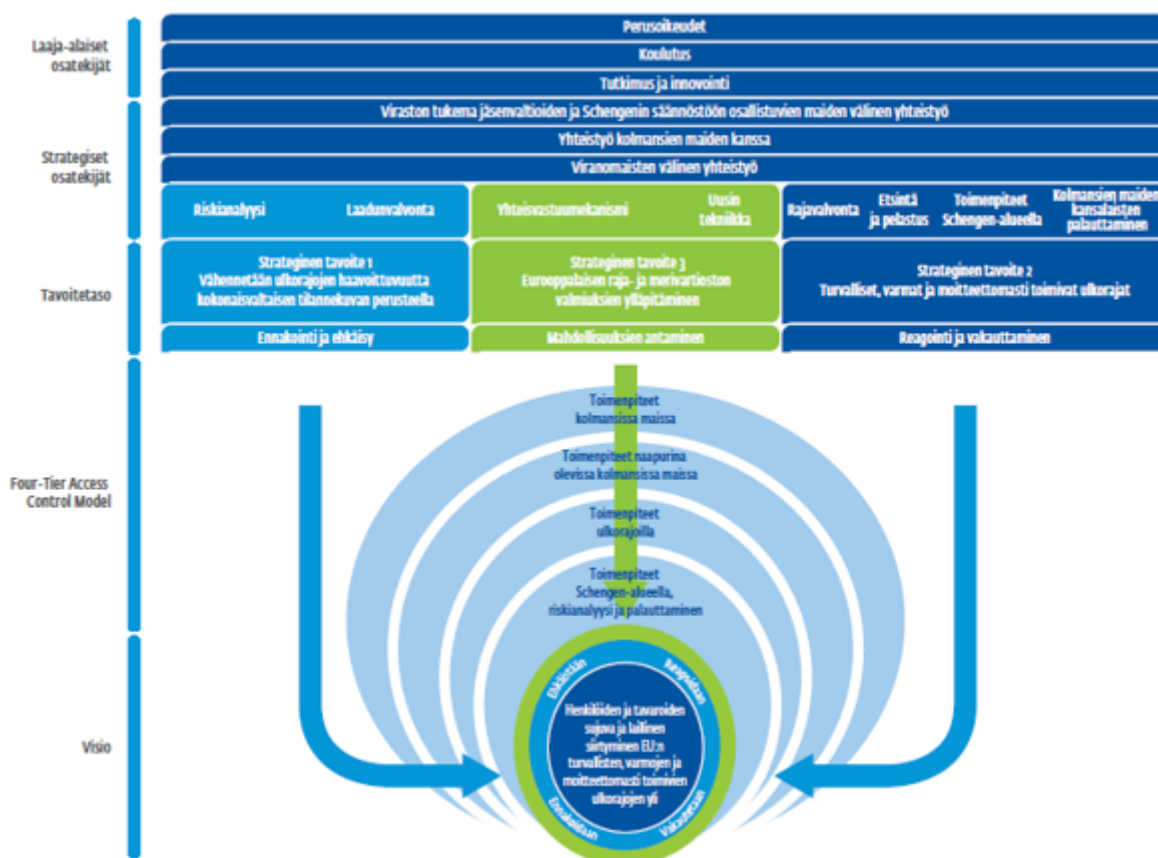 Laaja-alaiset
osatekijät
Perusoikeudet
Koulutus
Tutkimus ja innovointi
Strategiset
osatekijät
Viraston tukema jäsenvaltioiden ja Schengenin säännöstöön osallistuvien maiden välinen yhteistyö
Yhteistyö kolmansien maiden kanssa
Viranomaisten välinen yhteistyö
Riskianalyysi
Laadunvalvonta
Yhteisvastuumekanismi
Uusin
tekniikka
Rajavalvonta
Etsintä
ja pelastus
Toimenpiteet
Schengen-alueella
Kolmansien maiden
kansalaisten
palauttaminen
Tavoitetaso
Strateginen tavoite 1
Vähennetään ulkorajojen haavoittuvuutta
kokonaisvaltaisen tilannekuvan perusteella
Strateginen tavoite 3
Eurooppalaisen raja- ja merivartioston
valmiuksien ylläpitäminen
Strateginen tavoite 2
Turvalliset, varmat ja moitteettomasti toimivat ulkorajat
Ennakointi ja ehkäisy
Mahdollisuuksien antaminen
Reagointi ja vakauttaminen
Four-Tier Access
Control Model
Toimenpiteet
kolmansissa maissa
Toimenpiteet naapurina
olevissa kolmansissa maissa
Toimenpiteet
ulkorajoilla
Toimenpiteet
Schengen-alueella,
riskianalyysi ja palauttaminen
Visio
Ehkäistään
Reagoidaan
Henkilöiden ja tavaroiden
sujuva ja laillinen
siirtyminen EU:n
turvallisten, varmojen ja
moitteettomasti toimivien
ulkorajojen yli
Ennakoidaan
Vakautetaan